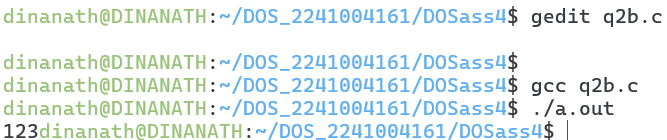 dinanath@DINANATH:~/DOS_2241004161/DOSass4$ gedit q2b.c
dinanath@DINANATH:~/DOS_2241004161/DOSass4$
dinanath@DINANATH:~/DOS_2241004161/DOSass4$ gcc q2b.c
dinanath@DINANATH:~/DOS_2241004161/DOSass4$ ./a.out
123dinanath@DINANATH:~/DOS_2241004161/DOSass4$